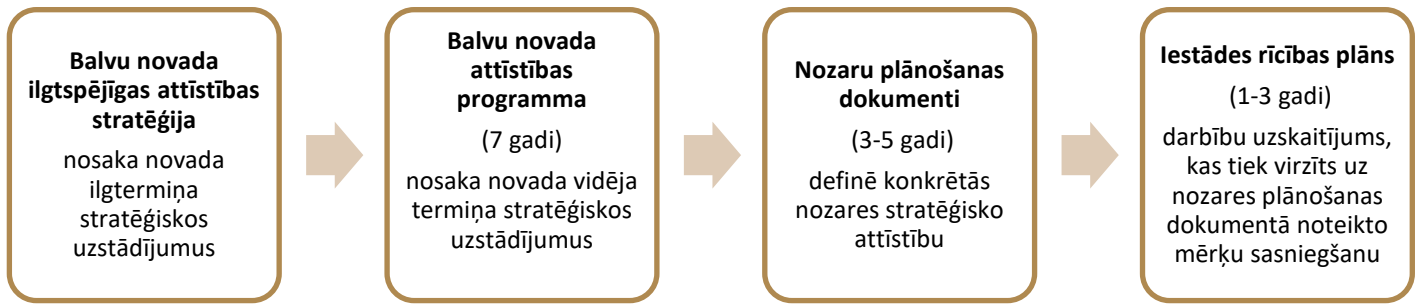 Balvu novada
ilgtspējīgas attīstības
stratēģija
nosaka novada
ilgtermiņa
stratēģiskos
uzstādījumus
Balvu novada
attīstības
programma
(7 gadi)
nosaka novada vidēja
termiņa stratēģiskos
uzstādījumus
Nozaru plānošanas
dokumenti
(3-5 gadi)
definē konkrētās
nozares stratēģisko
attīstību
Iestādes rīcības plāns
(1-3 gadi)
darbību uzskaitījums,
kas tiek virzīts uz
nozares plānošanas
dokumentā noteikto
mērķu sasniegšanu